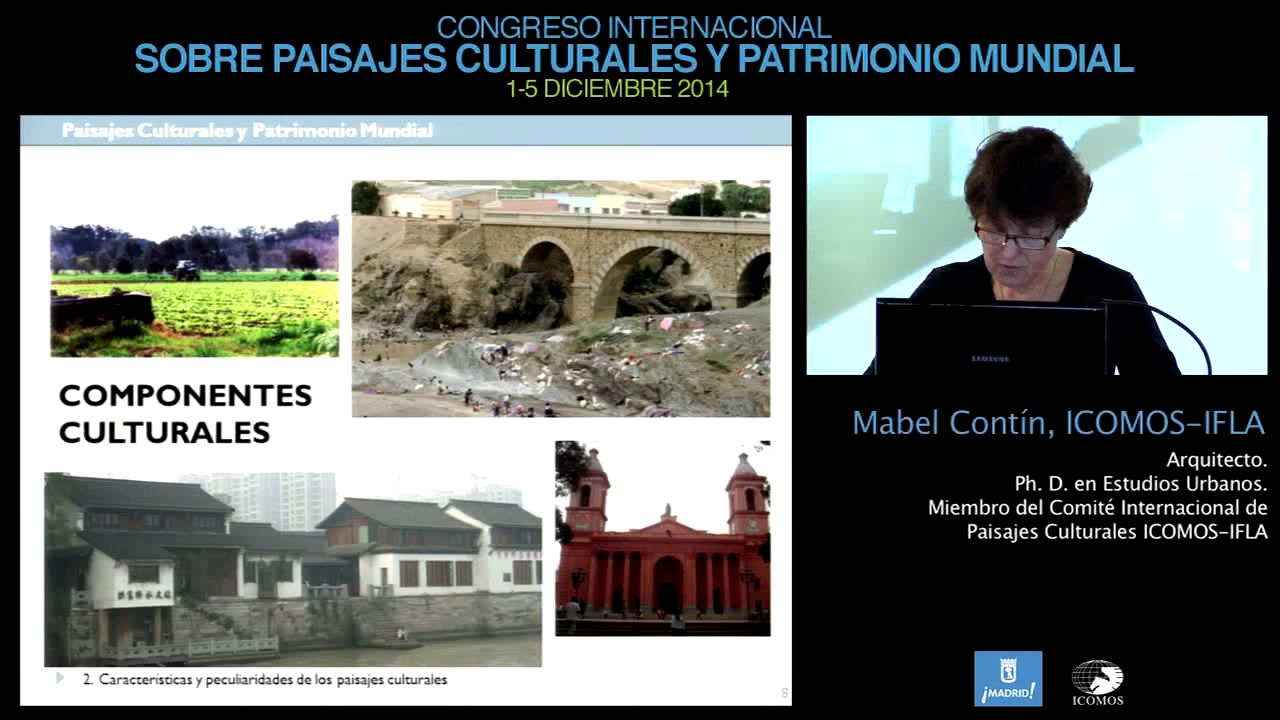 CONGRESO INTERNACIONAL
SOBRE PAISAJES CULTURALES Y PATRIMONIO MUNDIAL
1-5 DICIEMBRE 2014
Paisajes Culturales y Patrimonio Mundial
COMPONENTES
CULTURALES
2. Características y peculiaridades de los paisajes culturales
8
SAMSUNG
Mabel Contín, ICOMOS-IFLA
Arquitecto.
Ph. D. en Estudios Urbanos.
Miembro del Comité Internacional de
Paisajes Culturales ICOMOS-IFLA
¡MADRID!
ICOMOS